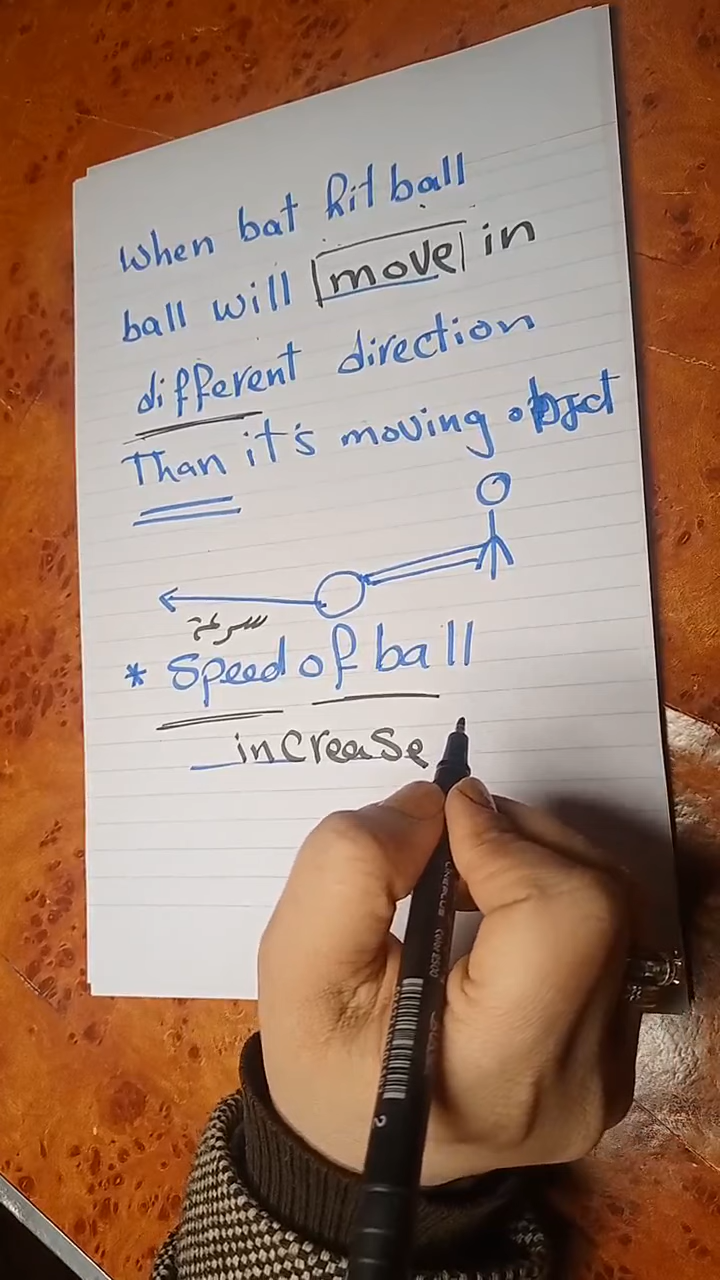 When bat hit ball
ball will move in
different direction
Than it's moving object
سرعة
* Speed of ball
increase
2